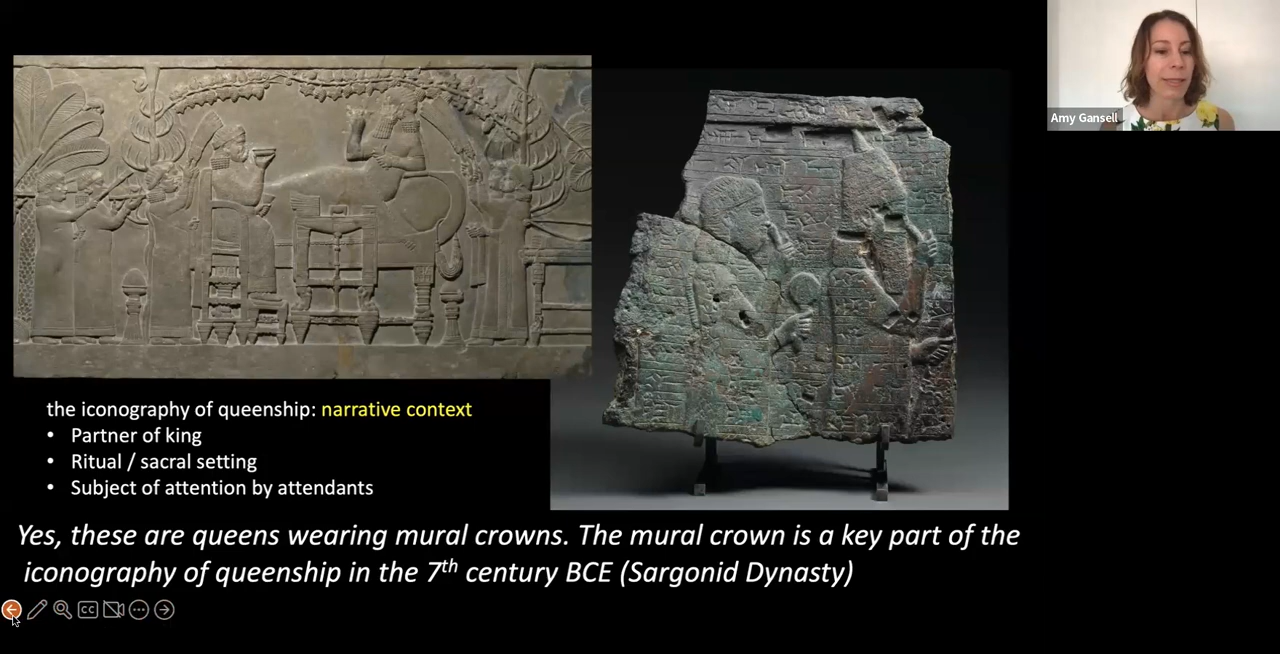 Amy Gansell
the iconography of queenship: narrative context
• Partner of king
• Ritual / sacral setting
• Subject of attention by attendants
Yes, these are queens wearing mural crowns. The mural crown is a key part of the
iconography of queenship in the 7th century BCE (Sargonid Dynasty)
CC